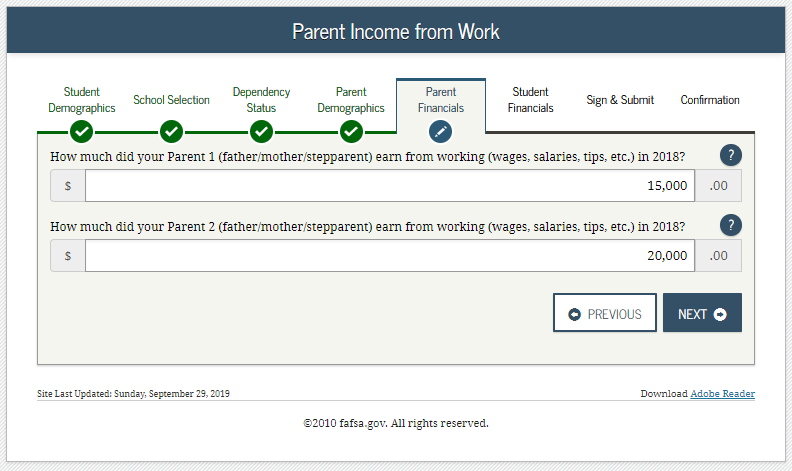 Parent Income from Work
Student Demographics
School Selection
Dependency Status
Parent Demographics
Parent Financials
Student Financials
Sign & Submit
Confirmation
How much did your Parent 1 (father/mother/stepparent) earn from working (wages, salaries, tips, etc.) in 2018? ?
$ 15,000 .00
How much did your Parent 2 (father/mother/stepparent) earn from working (wages, salaries, tips, etc.) in 2018? ?
$ 20,000 .00
PREVIOUS NEXT
Site Last Updated: Sunday, September 29, 2019 Download Adobe Reader
©2010 fafsa.gov. All rights reserved.